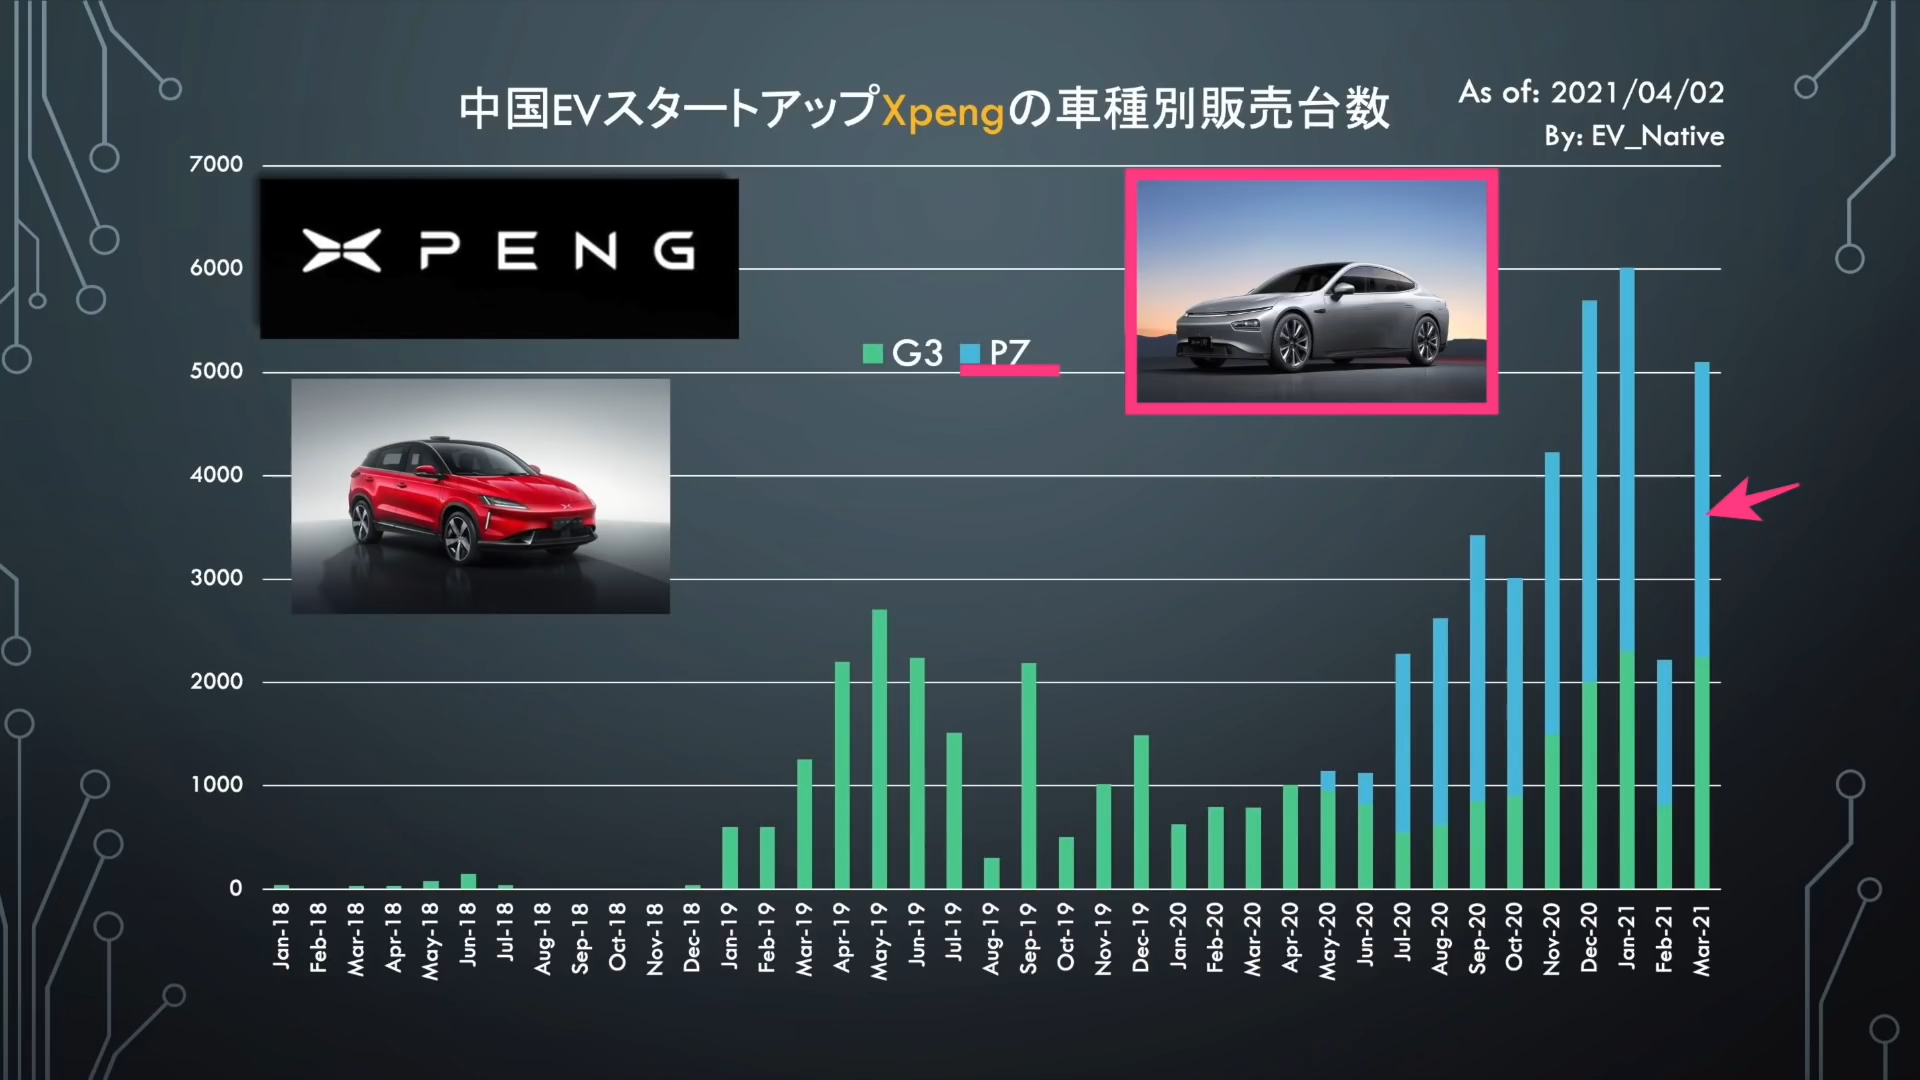 中国EVスタートアップXpengの車種別販売台数
As of: 2021/04/02
By: EV_Native
7000
XPENG
6000
G3 P7
5000
4000
3000
2000
1000
0
Jan-18 Feb-18 Mar-18 Apr-18 May-18 Jun-18 Jul-18 Aug-18 Sep-18 Oct-18 Nov-18 Dec-18 Jan-19 Feb-19 Mar-19 Apr-19 May-19 Jun-19 Jul-19 Aug-19 Sep-19 Oct-19 Nov-19 Dec-19 Jan-20 Feb-20 Mar-20 Apr-20 May-20 Jun-20 Jul-20 Aug-20 Sep-20 Oct-20 Nov-20 Dec-20 Jan-21 Feb-21 Mar-21